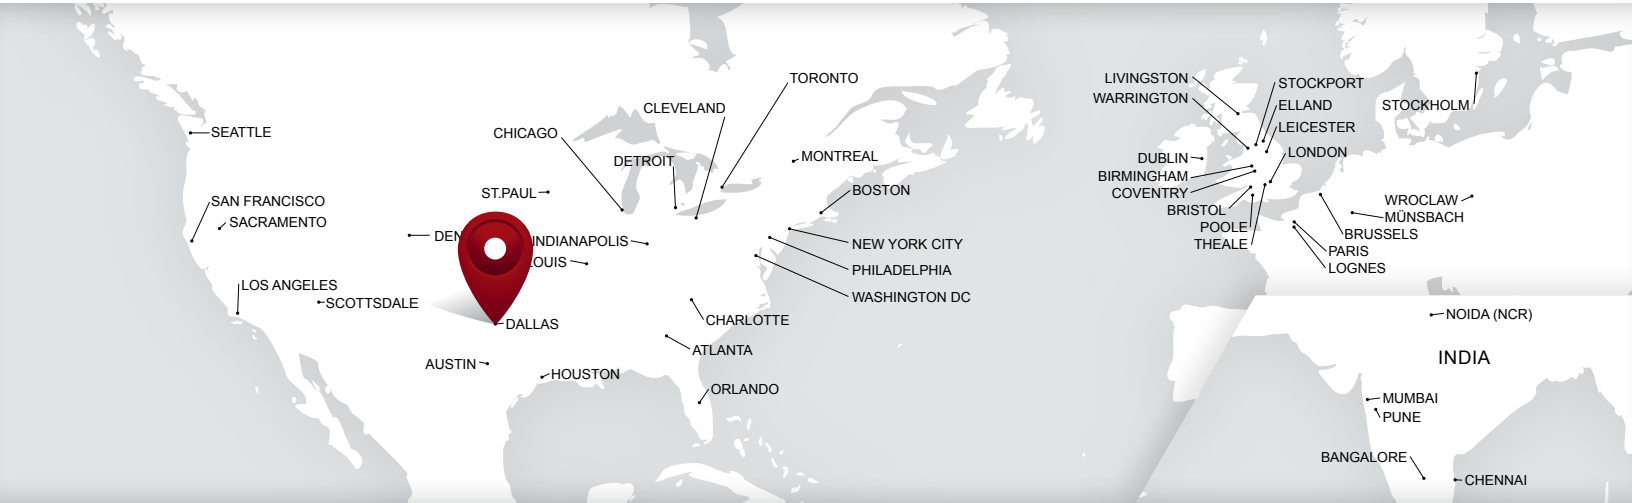 TORONTO
CLEVELAND
SEATTLE
CHICAGO
DETROIT
MONTREAL
ST.PAUL
BOSTON
SAN FRANCISCO
SACRAMENTO
DEN
INDIANAPOLIS
NEW YORK CITY
LOUIS
PHILADELPHIA
LOS ANGELES
SCOTTSDALE
WASHINGTON DC
DALLAS
CHARLOTTE
ATLANTA
AUSTIN
HOUSTON
ORLANDO
LIVINGSTON
WARRINGTON
STOCKPORT
ELLAND
LEICESTER
STOCKHOLM
DUBLIN
LONDON
BIRMINGHAM
COVENTRY
BRISTOL
POOLE
THEALE
WROCLAW
MÜNSBACH
BRUSSELS
PARIS
LOGNES
NOIDA (NCR)
INDIA
MUMBAI
PUNE
BANGALORE
CHENNAI